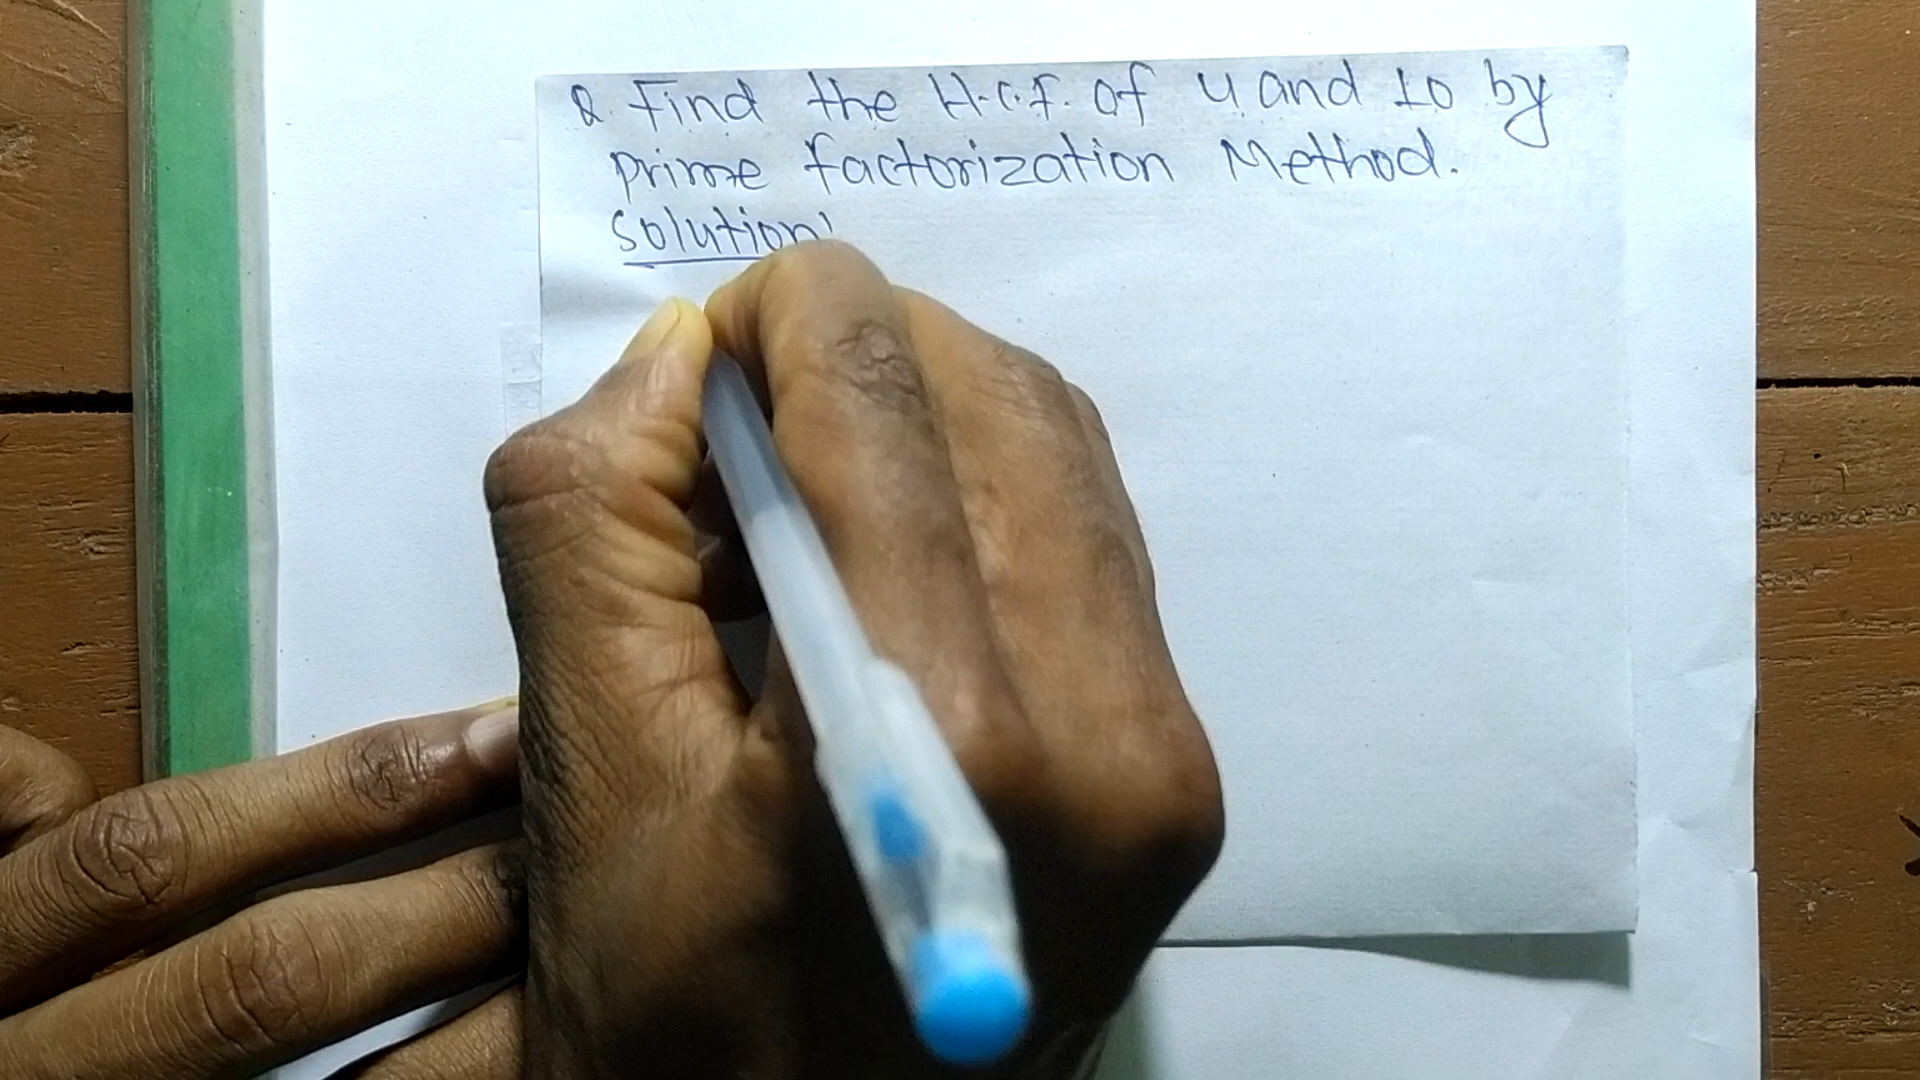 Q. Find the H.C.F. of 4 and 10 by
prime factorization Method.
solution: